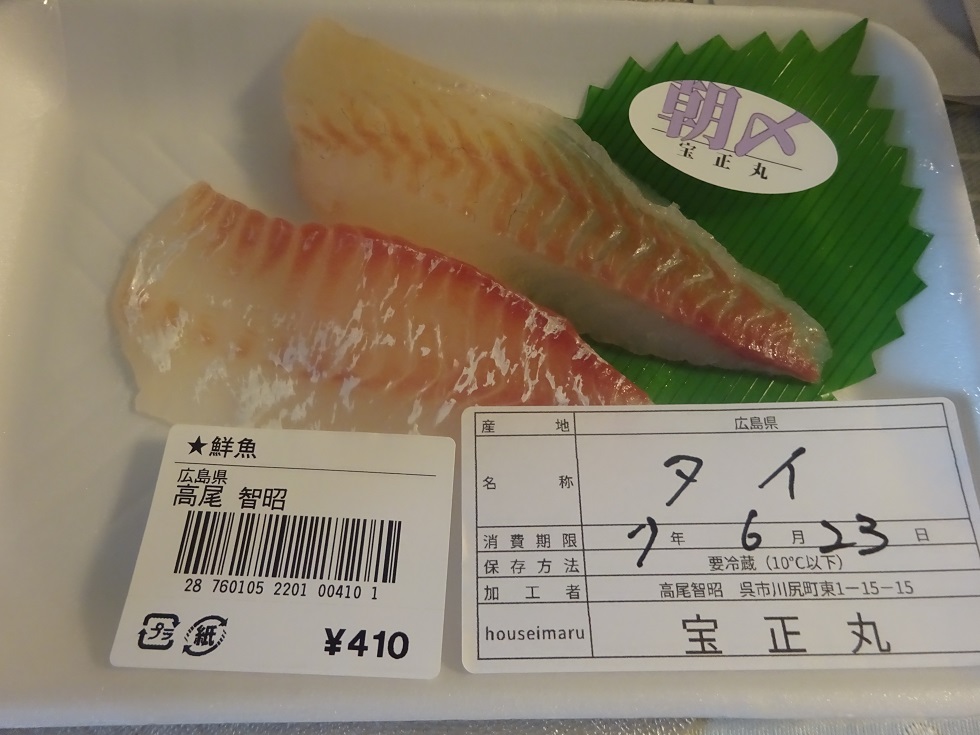 朝〆
宝正丸
★鮮魚
広島県
高尾 智昭
28 760105 2201 00410 1
プラ 紙
¥410
産地 広島県
名称 タイ
消費期限 7年 6月 23日
保存方法 要冷蔵（10℃以下）
加工者 高尾智昭 呉市川尻町東1－15－15
houseimaru 宝正丸